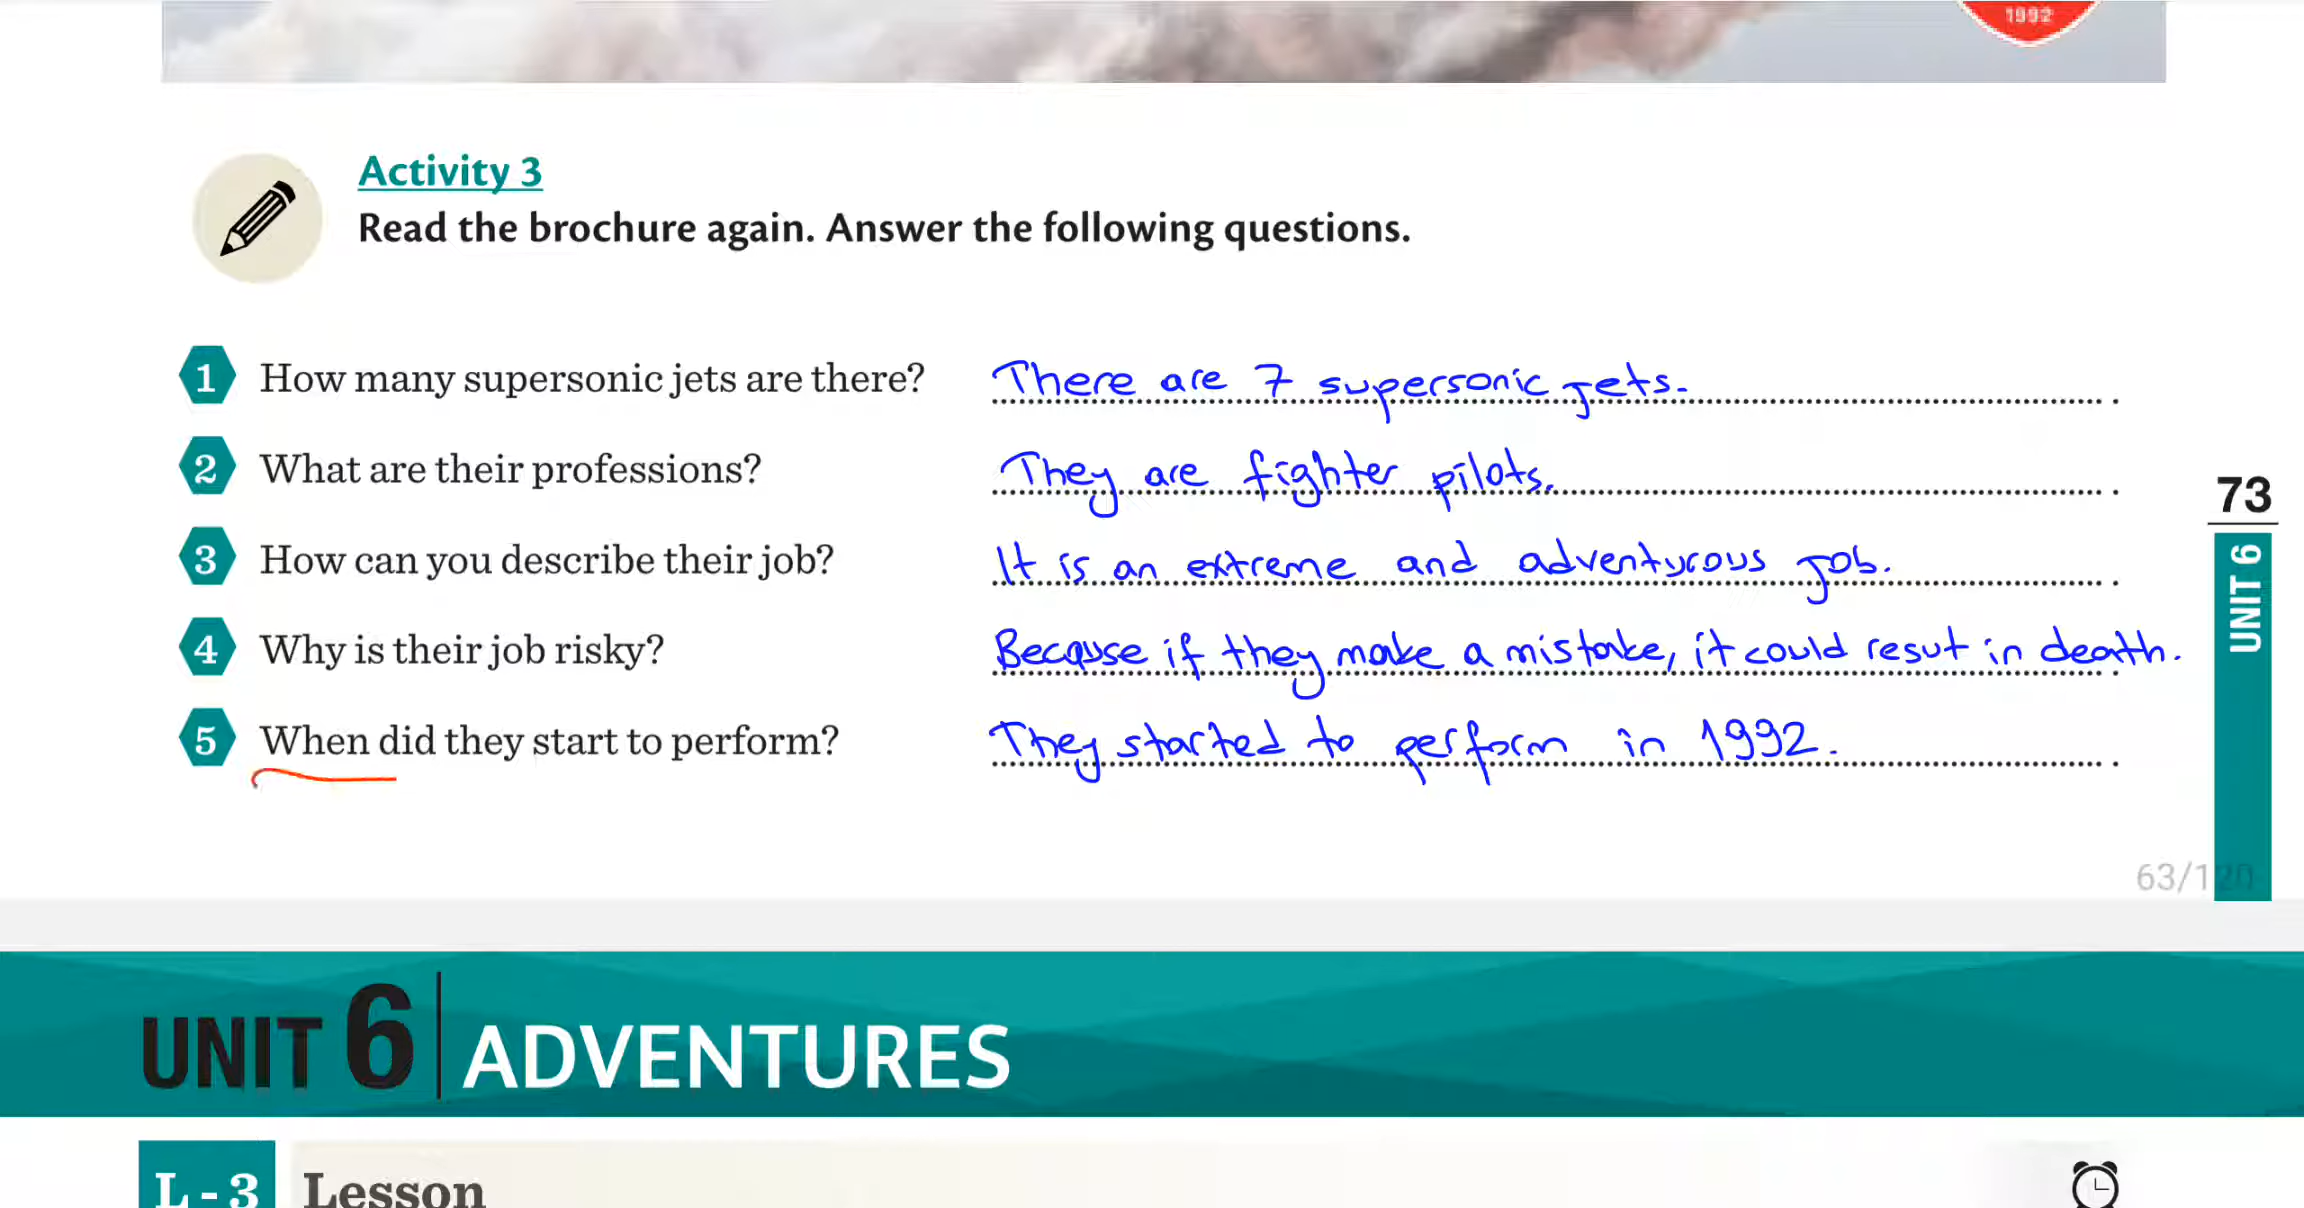 1992
Activity 3
Read the brochure again. Answer the following questions.
1 How many supersonic jets are there? There are 7 supersonic jets.
2 What are their professions? They are fighter pilots.
3 How can you describe their job? It is an extreme and adventurous job.
4 Why is their job risky? Because if they make a mistake, it could resut in death.
5 When did they start to perform? They started to perform in 1992.
73
UNIT 6
63/120
UNIT 6 ADVENTURES
L - 3 Lesson